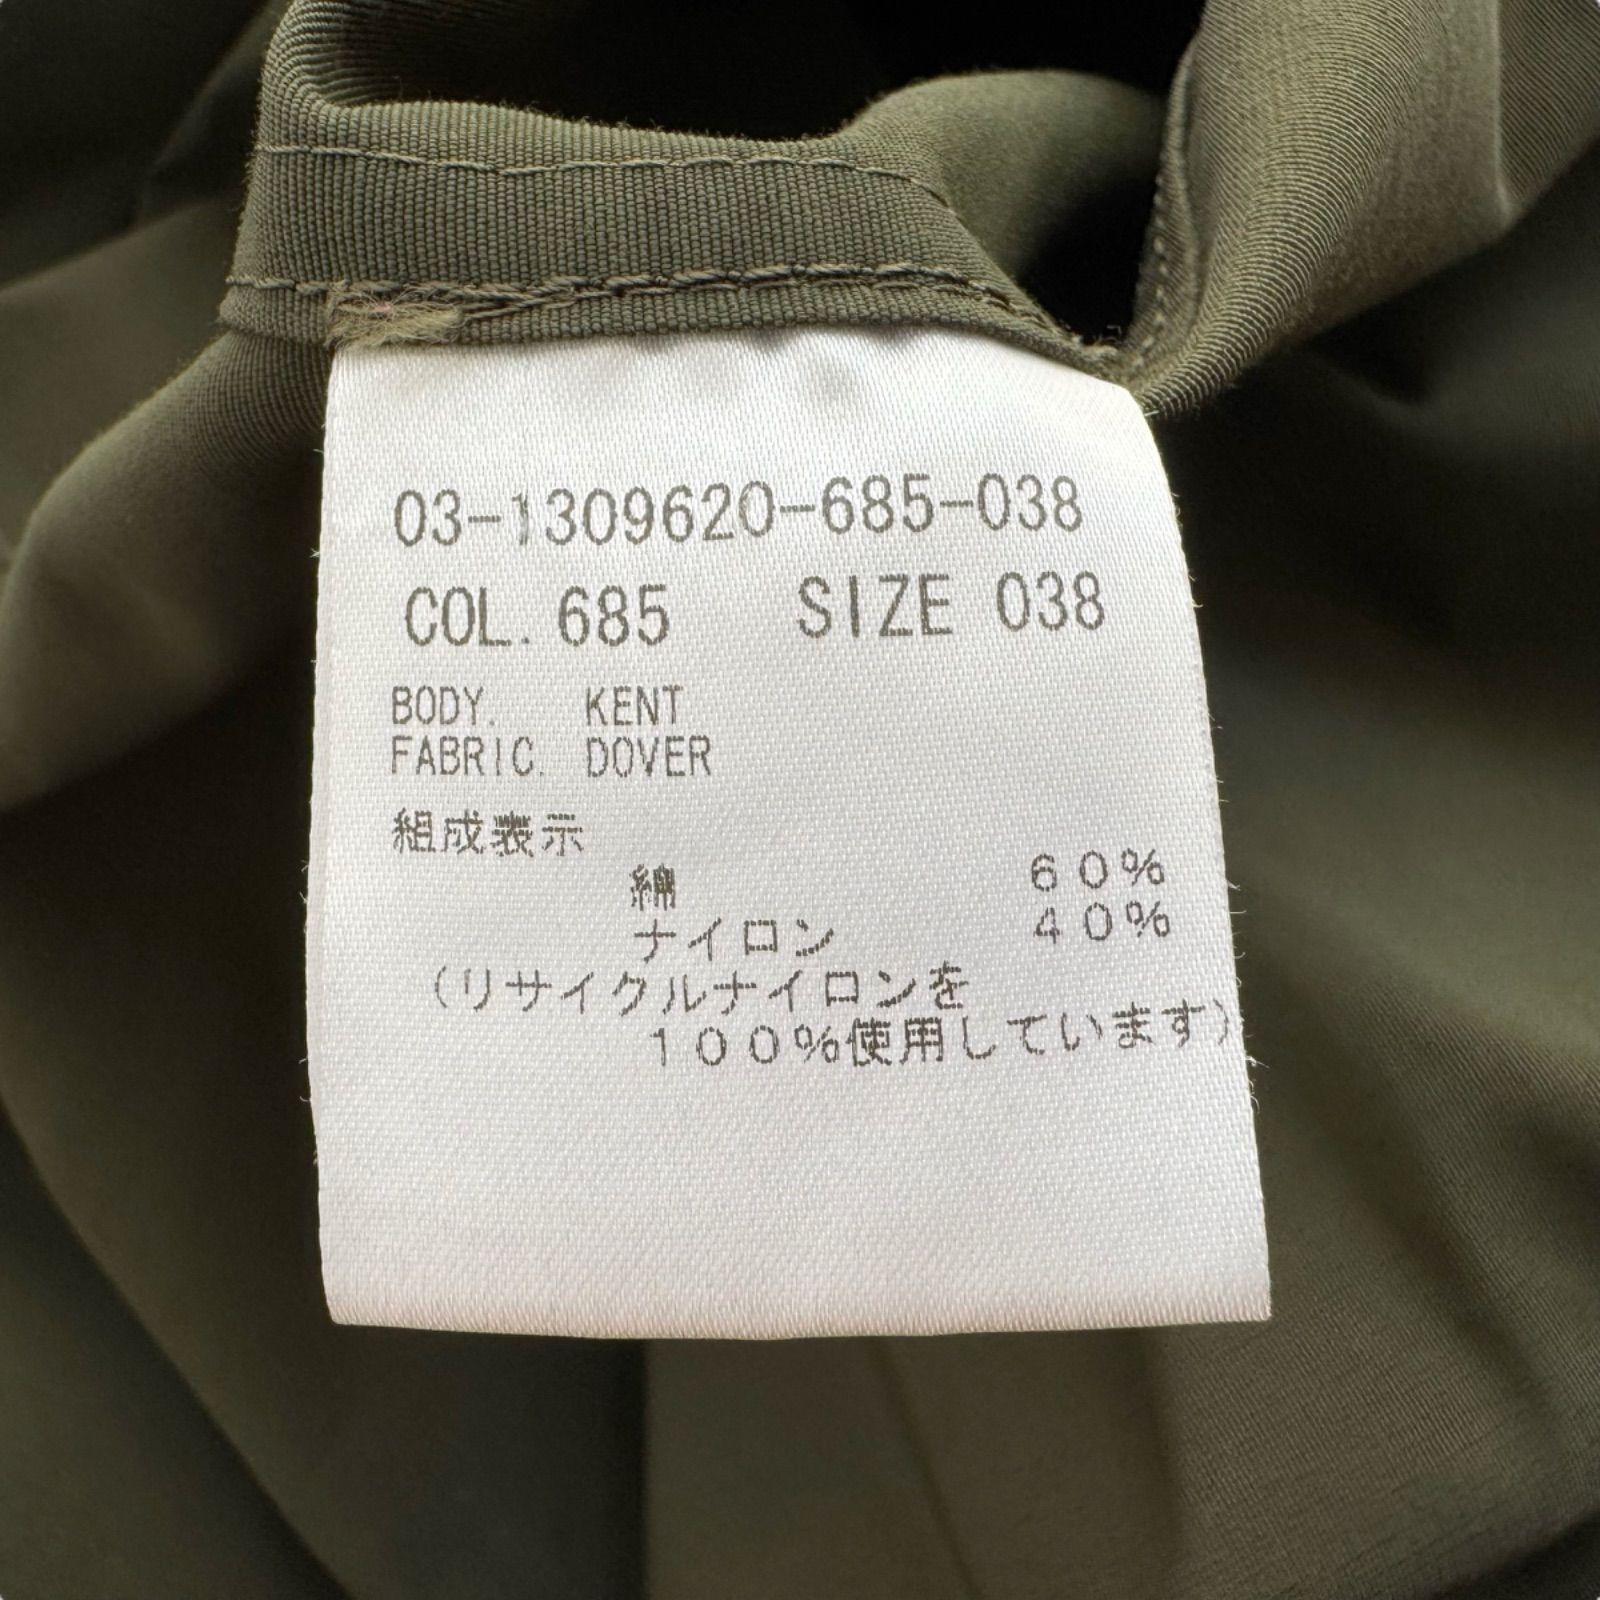 03-1309620-685-038
COL. 685 SIZE 038
BODY. KENT
FABRIC. DOVER
組成表示
綿 60%
ナイロン 40%
(リサイクルナイロンを
100%使用しています)